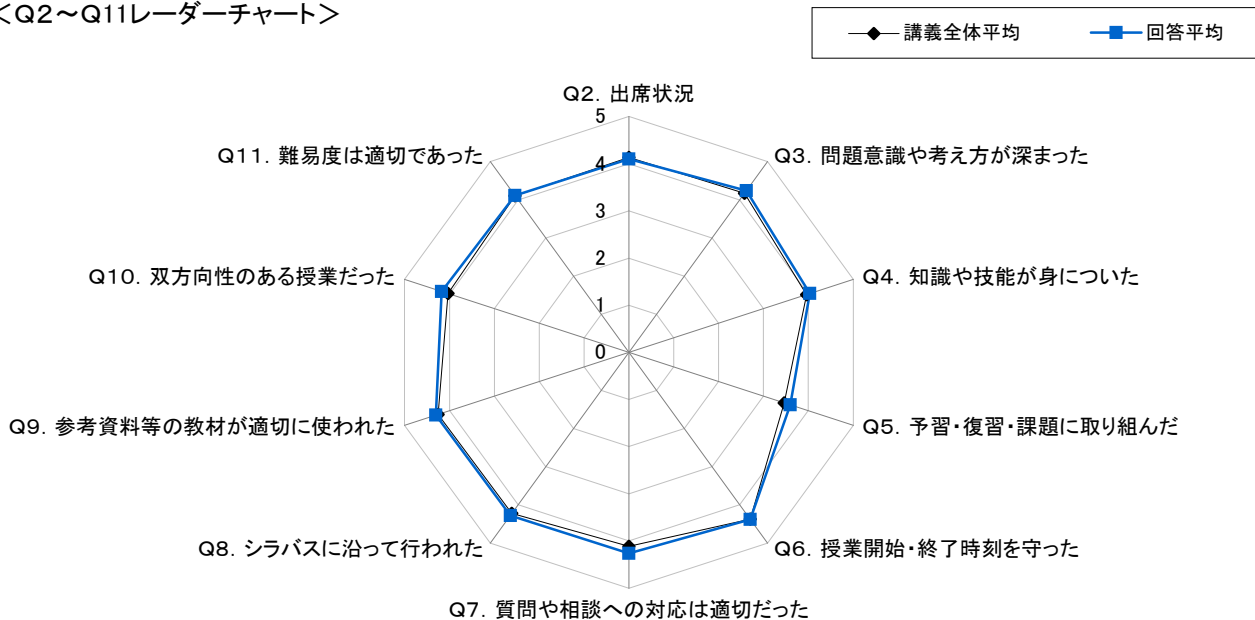 ＜Q2～Q11レーダーチャート＞
講義全体平均
回答平均
Q2. 出席状況
Q3. 問題意識や考え方が深まった
Q4. 知識や技能が身についた
Q5. 予習・復習・課題に取り組んだ
Q6. 授業開始・終了時刻を守った
Q7. 質問や相談への対応は適切だった
Q8. シラバスに沿って行われた
Q9. 参考資料等の教材が適切に使われた
Q10. 双方向性のある授業だった
Q11. 難易度は適切であった
5
4
3
2
1
0